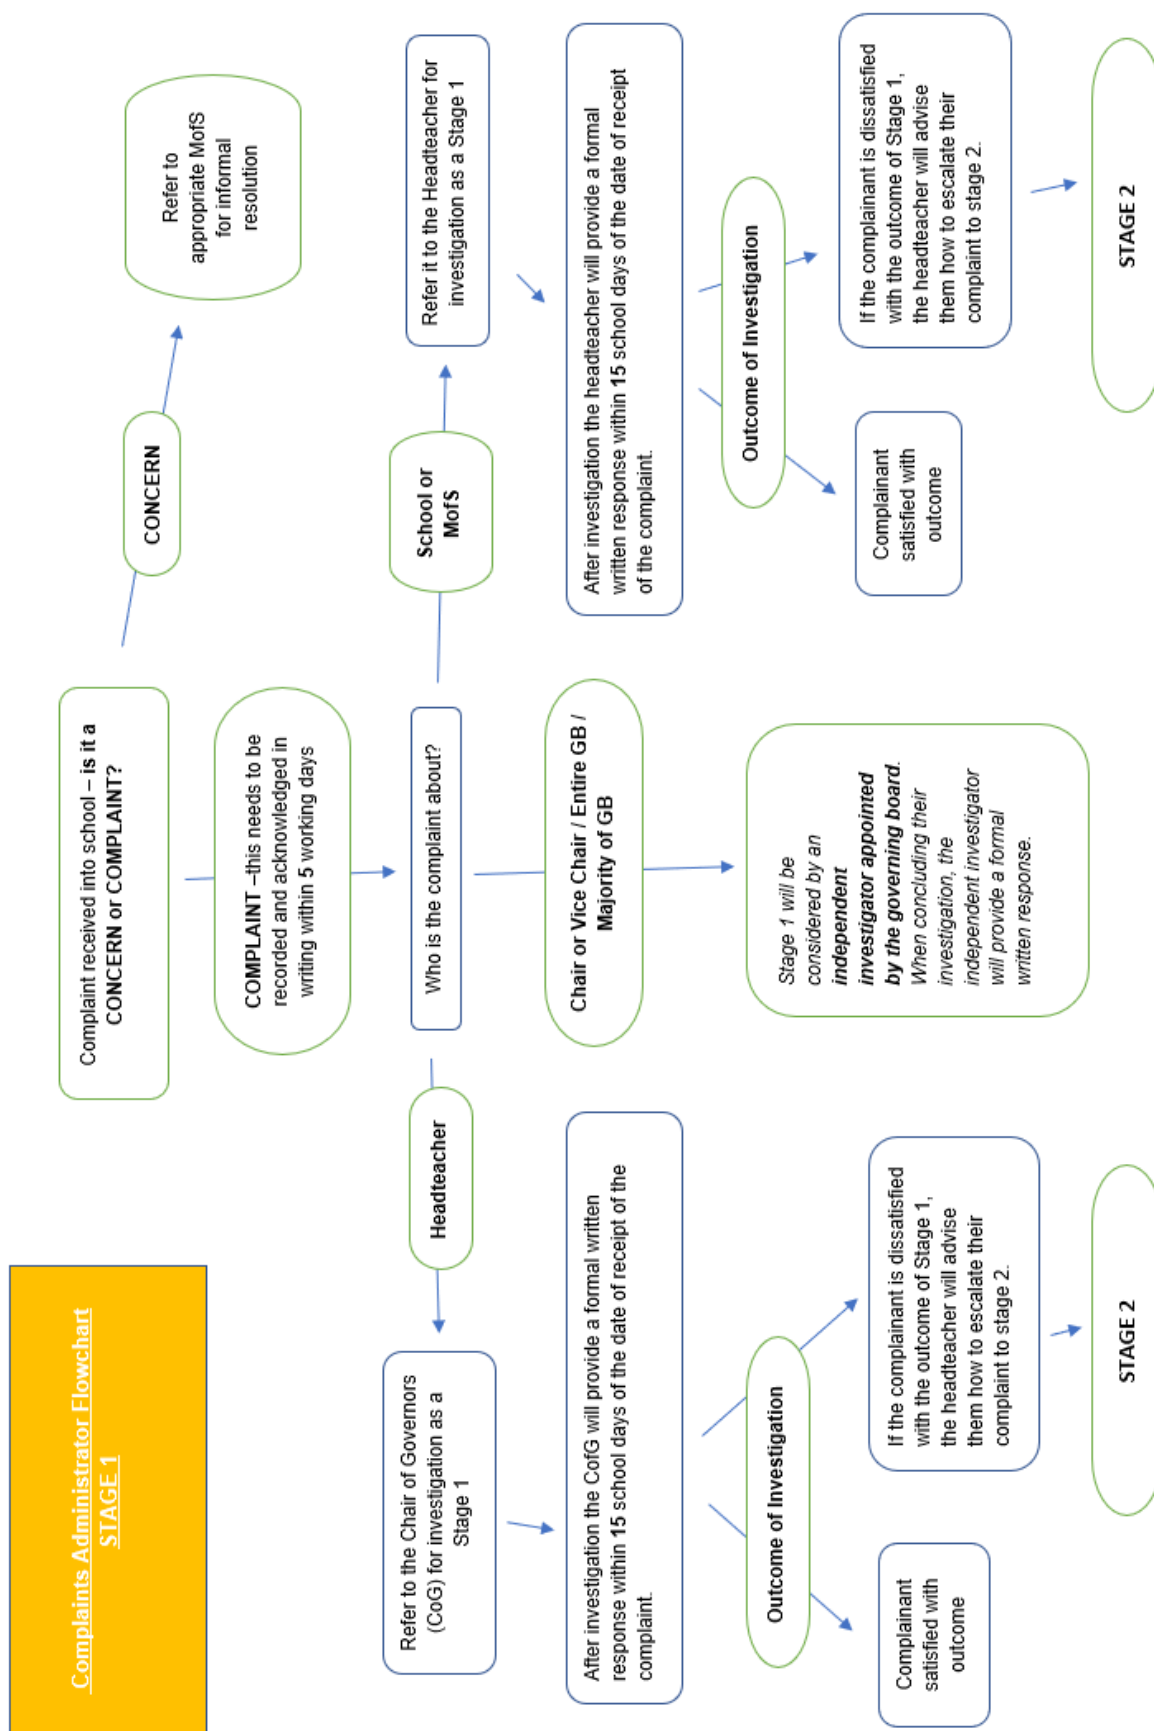 Complaints Administrator Flowchart
STAGE 1
Complaint received into school – is it a
CONCERN or COMPLAINT?
CONCERN
Refer to
appropriate MofS
for informal
resolution
COMPLAINT –this needs to be
recorded and acknowledged in
writing within 5 working days
Who is the complaint about?
Headteacher
School or
MofS
Refer to the Chair of Governors
(CoG) for investigation as a
Stage 1
Refer it to the Headteacher for
investigation as a Stage 1
Chair or Vice Chair / Entire GB /
Majority of GB
After investigation the CofG will provide a formal written
response within 15 school days of the date of receipt of the
complaint.
After investigation the headteacher will provide a formal
written response within 15 school days of the date of receipt
of the complaint.
Outcome of Investigation
Stage 1 will be
considered by an
independent
investigator appointed
by the governing board.
When concluding their
investigation, the
independent investigator
will provide a formal
written response.
Outcome of Investigation
Complainant
satisfied with
outcome
If the complainant is dissatisfied
with the outcome of Stage 1,
the headteacher will advise
them how to escalate their
complaint to stage 2.
Complainant
satisfied with
outcome
If the complainant is dissatisfied
with the outcome of Stage 1,
the headteacher will advise
them how to escalate their
complaint to stage 2.
STAGE 2
STAGE 2